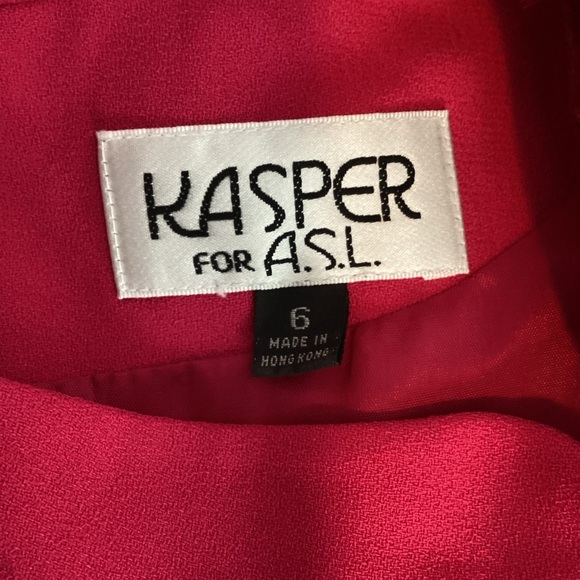 KASPER
FOR A.S.L.
6
MADE IN
HONG KONG